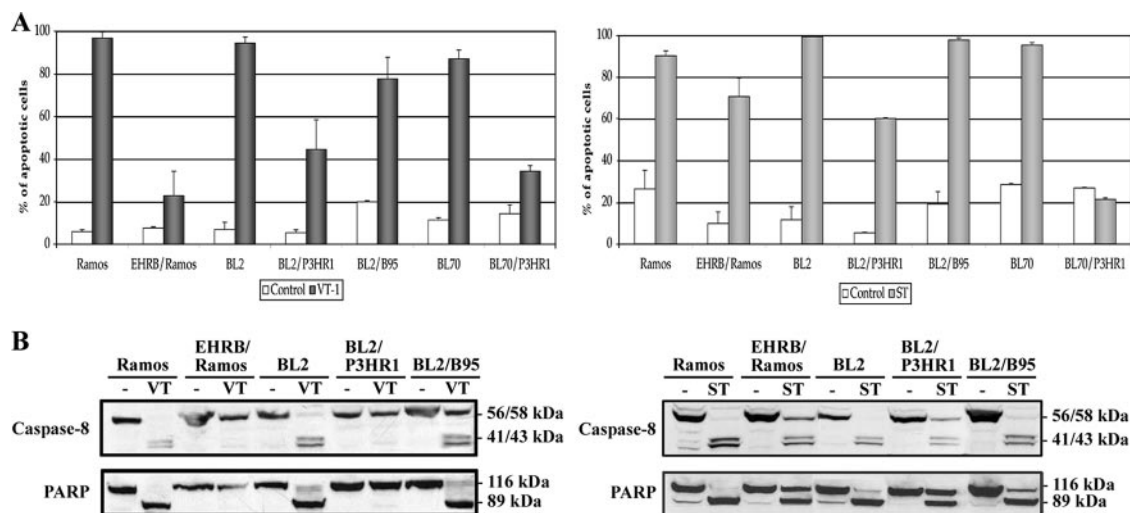 A
% of apoptotic cells
100
80
60
40
20
0
Ramos EHRB/Ramos BL2 BL2/P3HR1 BL2/B95 BL70 BL70/P3HR1
Control VT-1
% of apoptotic cells
100
80
60
40
20
0
Ramos EHRB/Ramos BL2 BL2/P3HR1 BL2/B95 BL70 BL70/P3HR1
Control ST
B
Ramos EHRB/Ramos BL2 BL2/P3HR1 BL2/B95
- VT - VT - VT - VT - VT
Caspase-8 56/58 kDa
41/43 kDa
PARP 116 kDa
89 kDa
Ramos EHRB/Ramos BL2 BL2/P3HR1 BL2/B95
- ST - ST - ST - ST - ST
Caspase-8 56/58 kDa
41/43 kDa
PARP 116 kDa
89 kDa